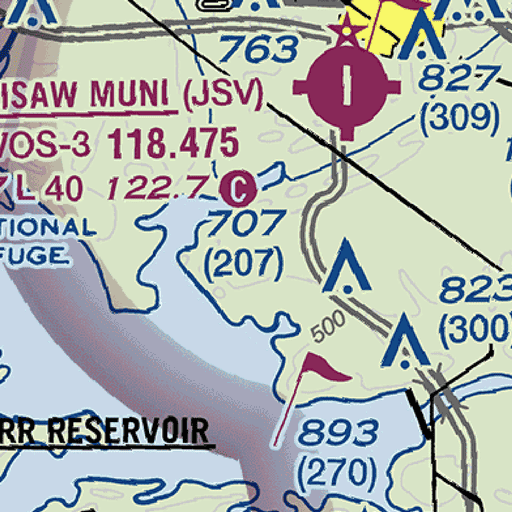 763
827
(309)
ISAW MUNI (JSV)
VOS-3 118.475
L 40 122.7 C
TIONAL
FUGE
707
(207)
823
(300)
500
RR RESERVOIR
893
(270)